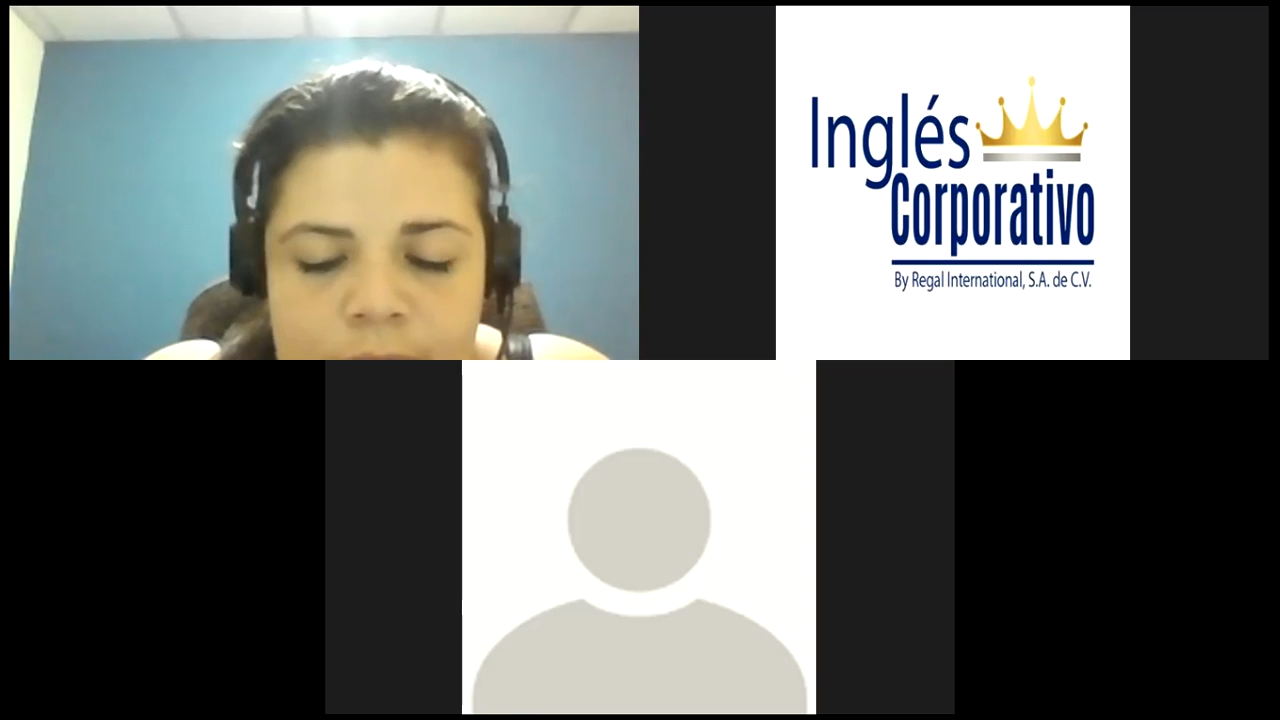 Inglés
Corporativo
By Regal International, S.A. de C.V.